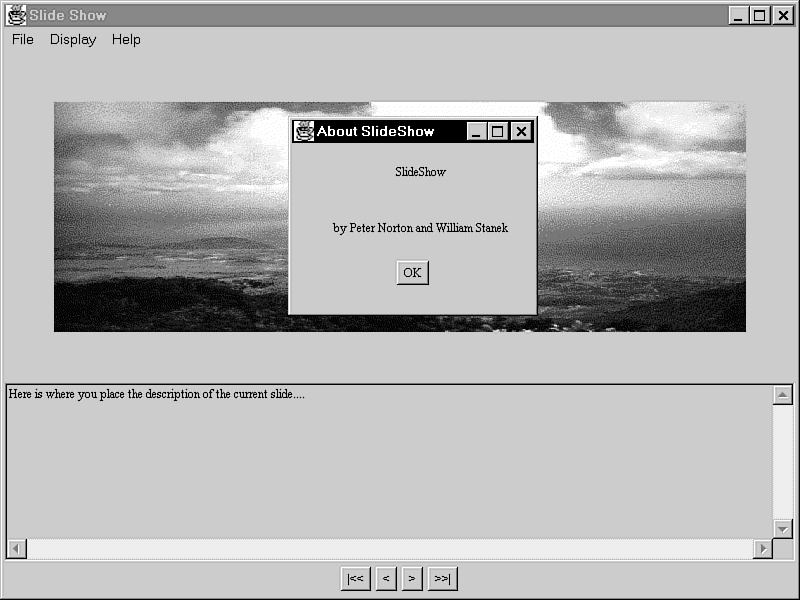 Slide Show
File Display Help
About SlideShow
SlideShow
by Peter Norton and William Stanek
OK
Here is where you place the description of the current slide....
|<< < > >>|